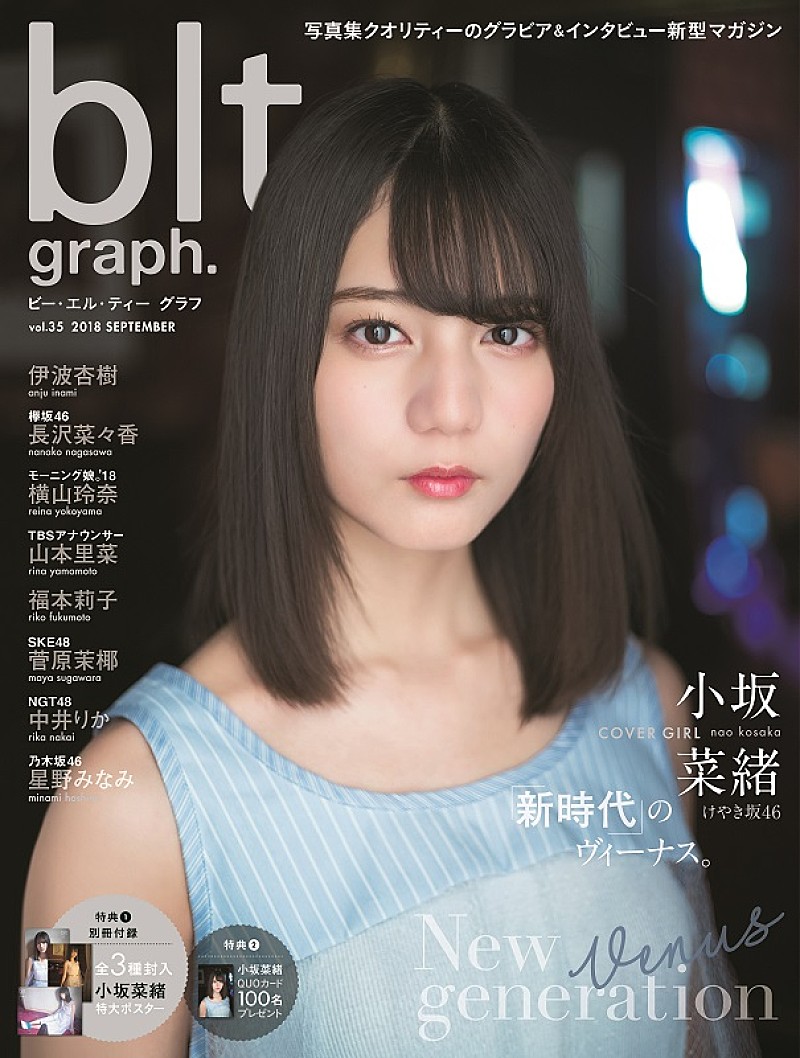 写真集クオリティーのグラビア&インタビュー新型マガジン
blt
graph.
ビー・エル・ティー グラフ
vol.35 2018 SEPTEMBER
伊波杏樹
anju inami
欅坂46
長沢菜々香
nanako nagasawa
モーニング娘。'18
横山玲奈
reina yokoyama
TBSアナウンサー
山本里菜
rina yamamoto
福本莉子
riko fukumoto
SKE48
菅原茉椰
maya sugawara
NGT48
中井りか
rika nakai
乃木坂46
星野みなみ
minami
小坂
COVER GIRL nao kosaka
菜緒
けやき坂46
「新時代」の
ヴィーナス。
New Venus
generation
特典1
別冊付録
全3種封入
小坂菜緒
特大ポスター
特典2
小坂菜緒
QUOカード
100名
プレゼント